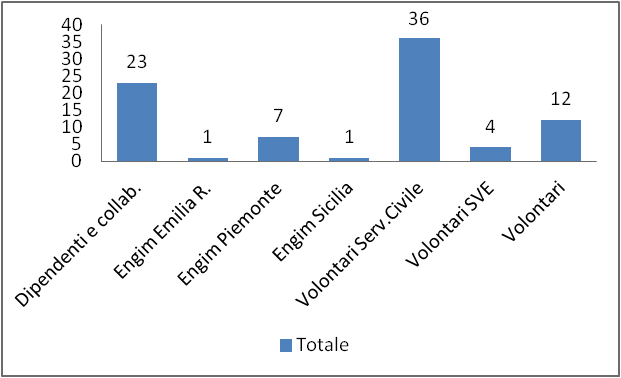 40
35
30
25
20
15
10
5
0
23
1
7
1
36
4
12
Dipendenti e collab.
Engim Emilia R.
Engim Piemonte
Engim Sicilia
Volontari Serv.Civile
Volontari SVE
Volontari
Totale